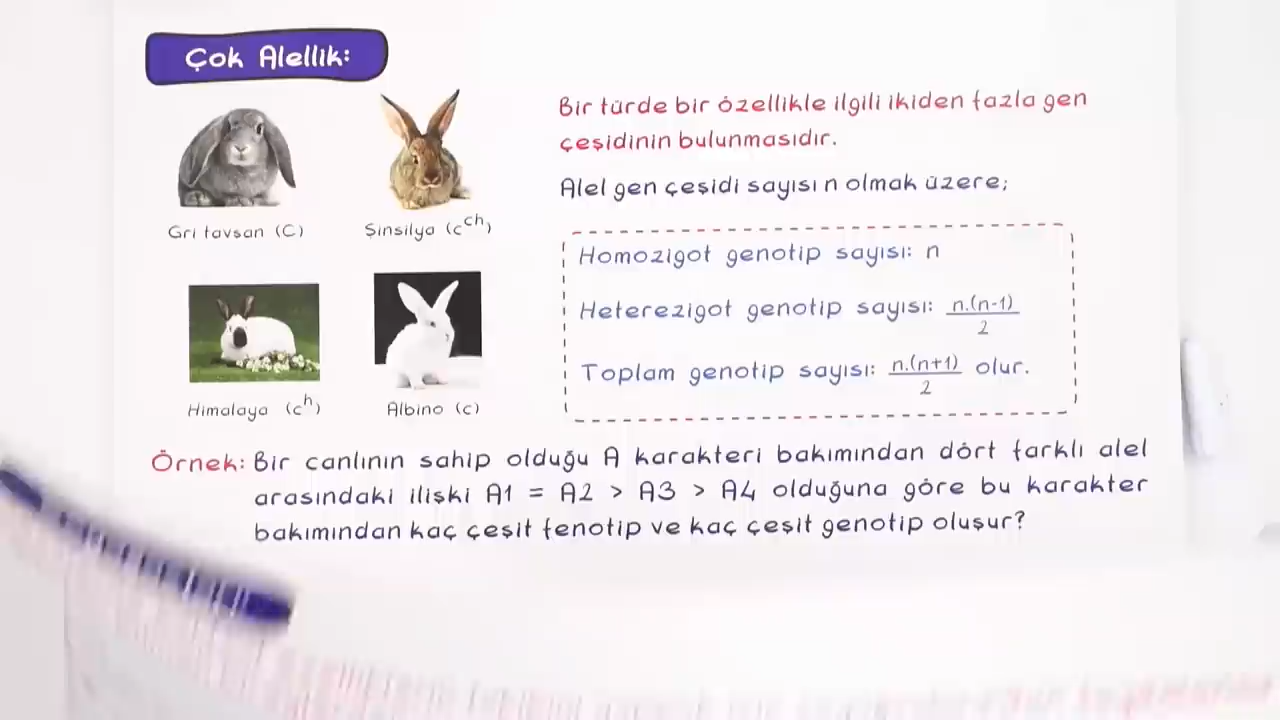 Çok Alellik:
Bir türde bir özellikle ilgili ikiden fazla gen
çeşidinin bulunmasıdır.
Alel gen çeşidi sayısı n olmak üzere;
Gri tavşan (C)
Şinsilya (c^ch)
Himalaya (c^h)
Albino (c)
Homozigot genotip sayısı: n
Heterezigot genotip sayısı: n.(n-1)/2
Toplam genotip sayısı: n.(n+1)/2 olur.
Örnek: Bir canlının sahip olduğu A karakteri bakımından dört farklı alel
arasındaki ilişki A1 = A2 > A3 > A4 olduğuna göre bu karakter
bakımından kaç çeşit fenotip ve kaç çeşit genotip oluşur?